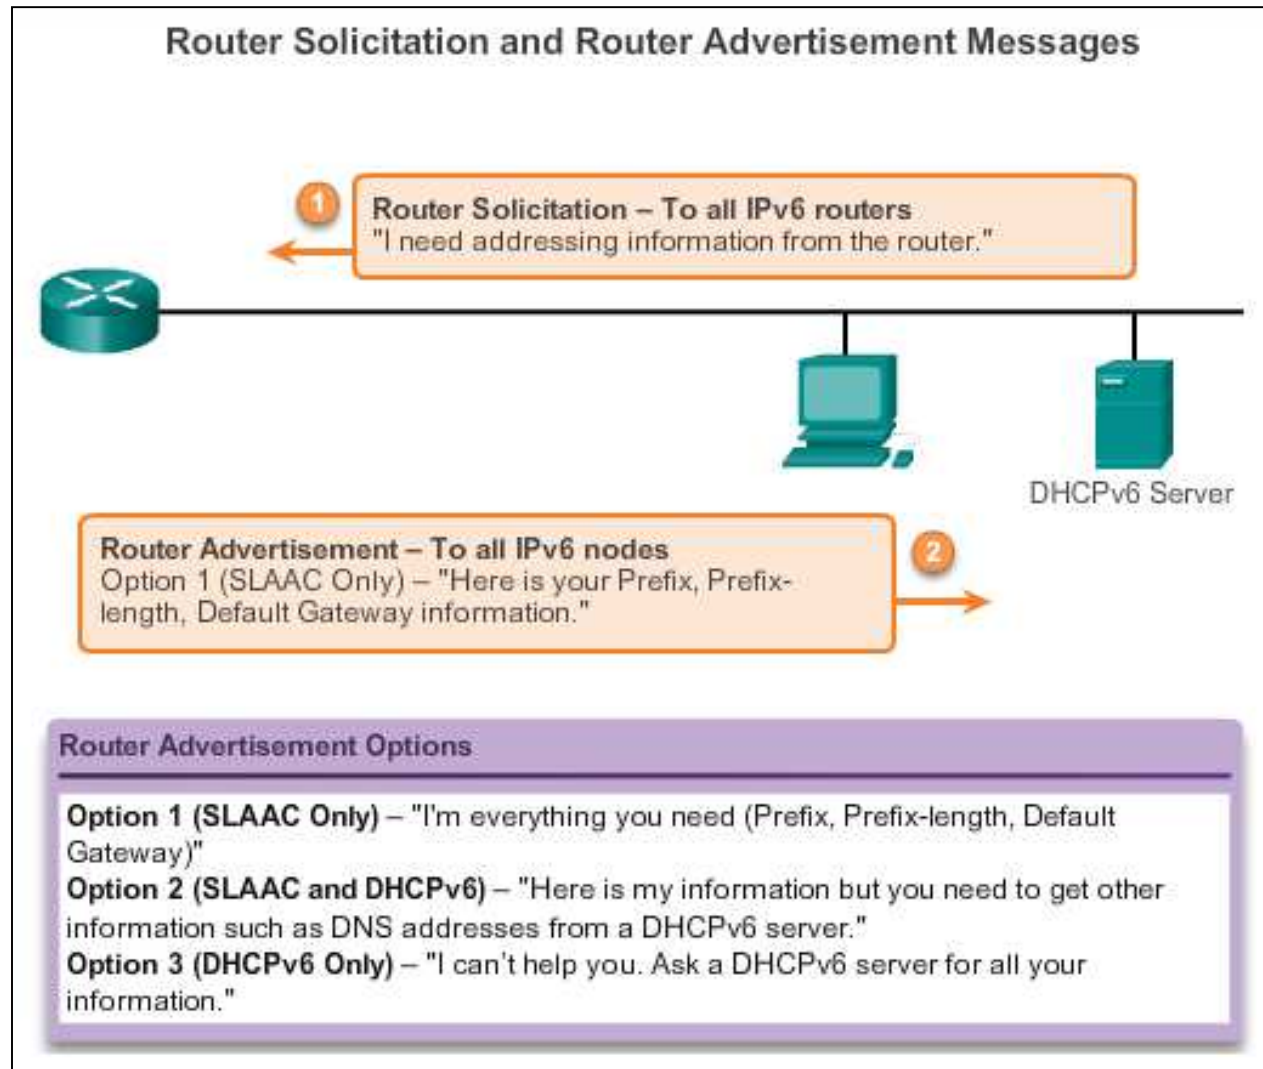 Router Solicitation and Router Advertisement Messages
1
Router Solicitation – To all IPv6 routers
"I need addressing information from the router."
DHCPv6 Server
Router Advertisement – To all IPv6 nodes
Option 1 (SLAAC Only) – "Here is your Prefix, Prefix-
length, Default Gateway information."
2
Router Advertisement Options
Option 1 (SLAAC Only) – "I'm everything you need (Prefix, Prefix-length, Default
Gateway)"
Option 2 (SLAAC and DHCPv6) – "Here is my information but you need to get other
information such as DNS addresses from a DHCPv6 server."
Option 3 (DHCPv6 Only) – "I can't help you. Ask a DHCPv6 server for all your
information."